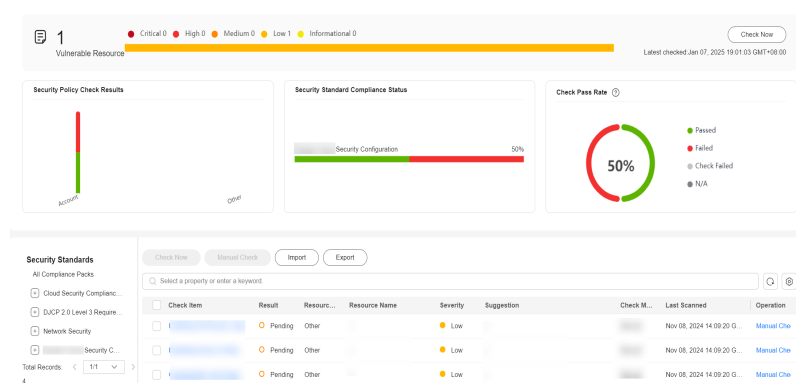 1
Vulnerable Resource
Critical 0 High 0 Medium 0 Low 1 Informational 0
Check Now
Latest checked:Jan 07, 2025 19:01:03 GMT+08:00
Security Policy Check Results
Account
Other
Security Standard Compliance Status
Security Configuration 50%
Check Pass Rate ?
50%
Passed
Failed
Check Failed
N/A
Security Standards
All Compliance Packs
Cloud Security Complianc...
DJCP 2.0 Level 3 Require...
Network Security
Security C...
Total Records: 1/1
4
Check Now Manual Check Import Export
Select a property or enter a keyword.
Check Item Result Resourc... Resource Name Severity Suggestion Check M... Last Scanned Operation
Pending Other Low Nov 08, 2024 14:09:20 G... Manual Che
Pending Other Low Nov 08, 2024 14:09:20 G... Manual Che
Pending Other Low Nov 08, 2024 14:09:20 G... Manual Che